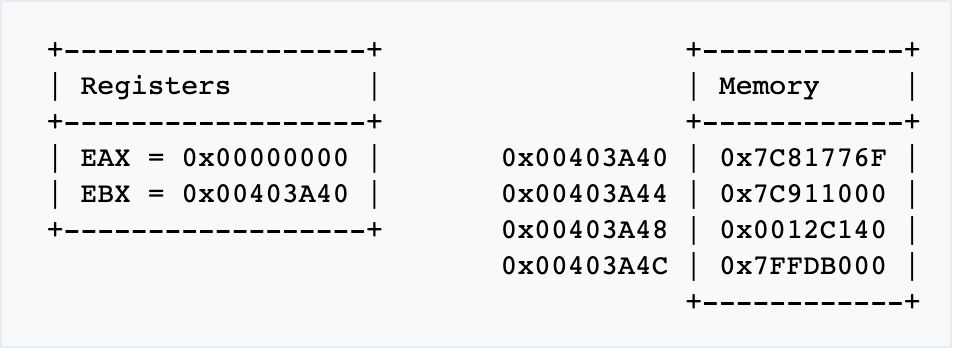 +------------------+                  +------------+
| Registers        |                  | Memory     |
+------------------+                  +------------+
| EAX = 0x00000000 |       0x00403A40 | 0x7C81776F |
| EBX = 0x00403A40 |       0x00403A44 | 0x7C911000 |
+------------------+       0x00403A48 | 0x0012C140 |
                           0x00403A4C | 0x7FFDB000 |
                                      +------------+